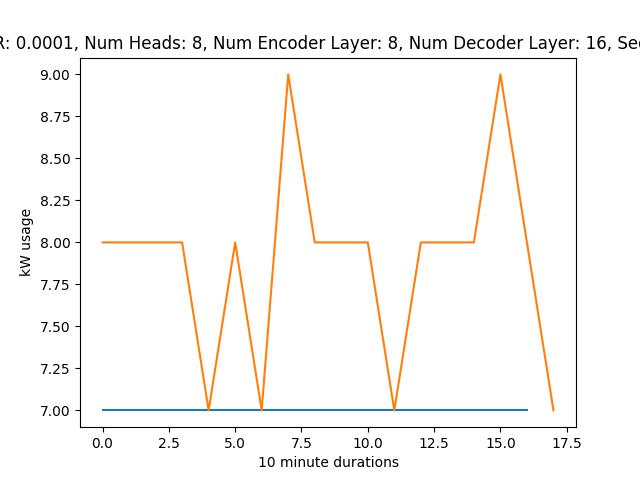 R: 0.0001, Num Heads: 8, Num Encoder Layer: 8, Num Decoder Layer: 16, Se
9.00
8.75
8.50
8.25
8.00
7.75
7.50
7.25
7.00
kW usage
0.0 2.5 5.0 7.5 10.0 12.5 15.0 17.5
10 minute durations